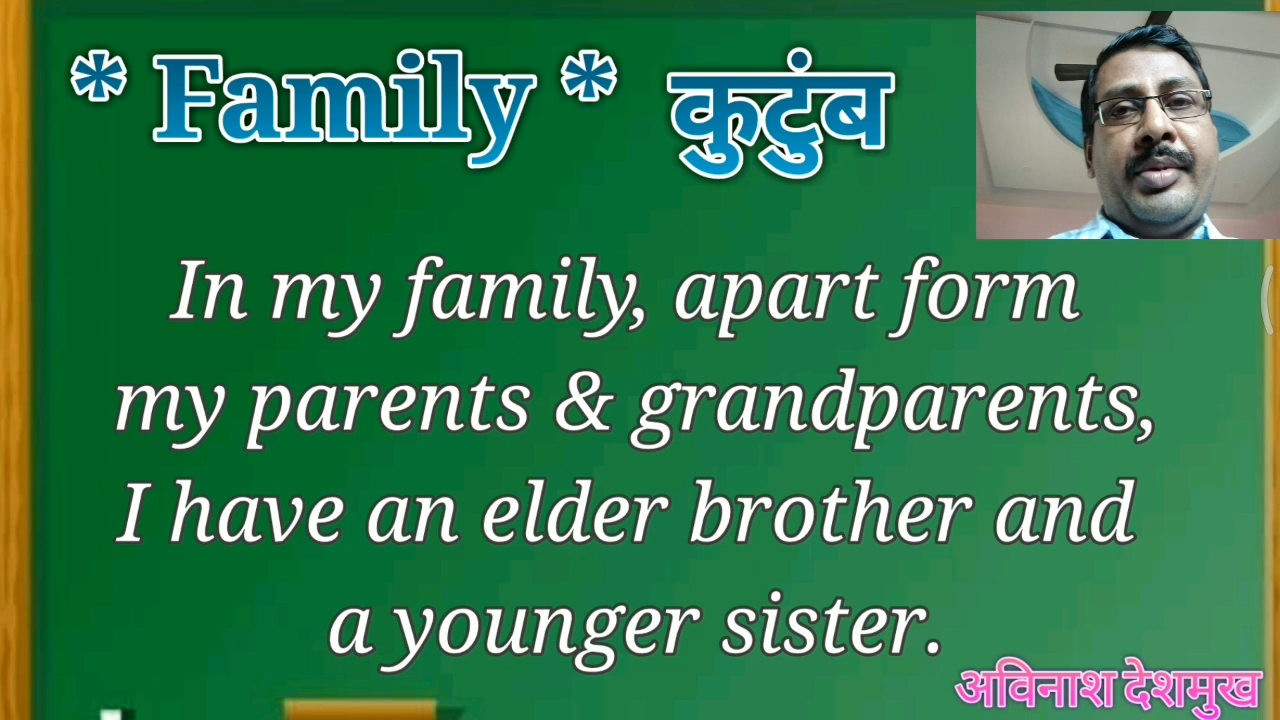 * Family * कुटुंब
In my family, apart form
my parents & grandparents,
I have an elder brother and
a younger sister.
अविनाश देशमुख